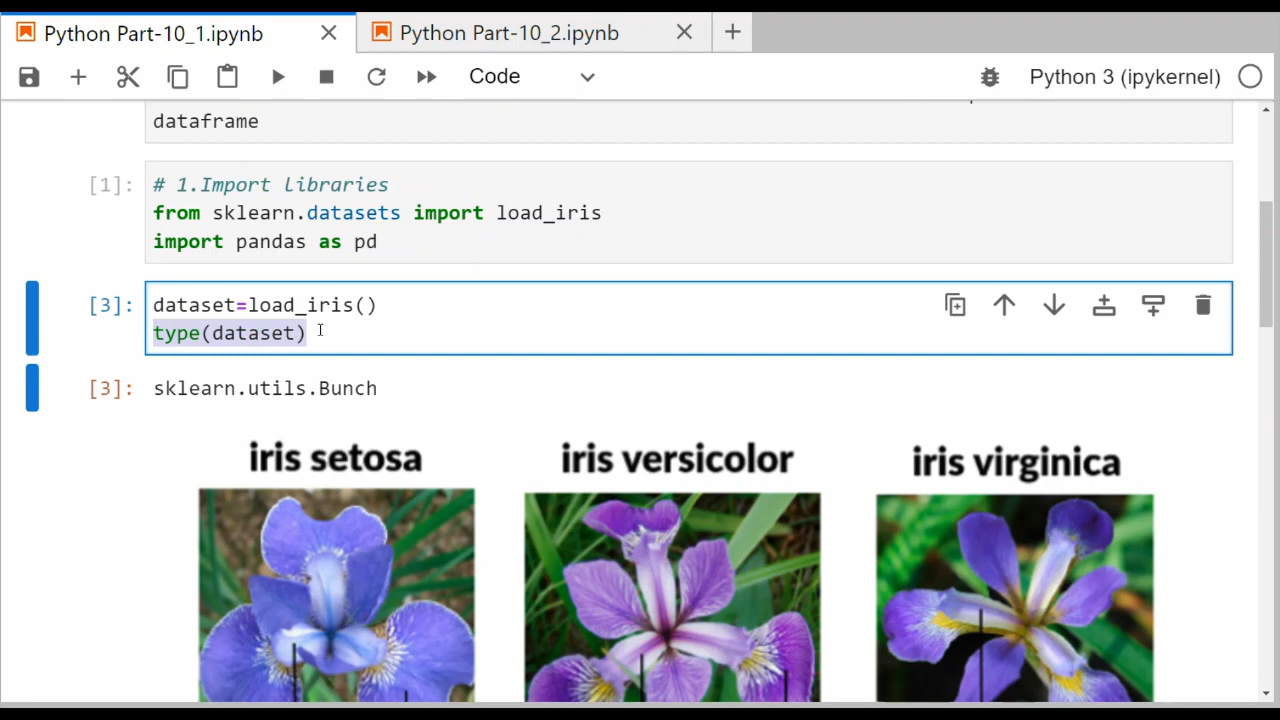 Python Part-10_1.ipynb
Python Part-10_2.ipynb
Code
Python 3 (ipykernel)
dataframe
[1]:
# 1.Import libraries
from sklearn.datasets import load_iris
import pandas as pd
[3]:
dataset=load_iris()
type(dataset)
[3]:
sklearn.utils.Bunch
iris setosa
iris versicolor
iris virginica